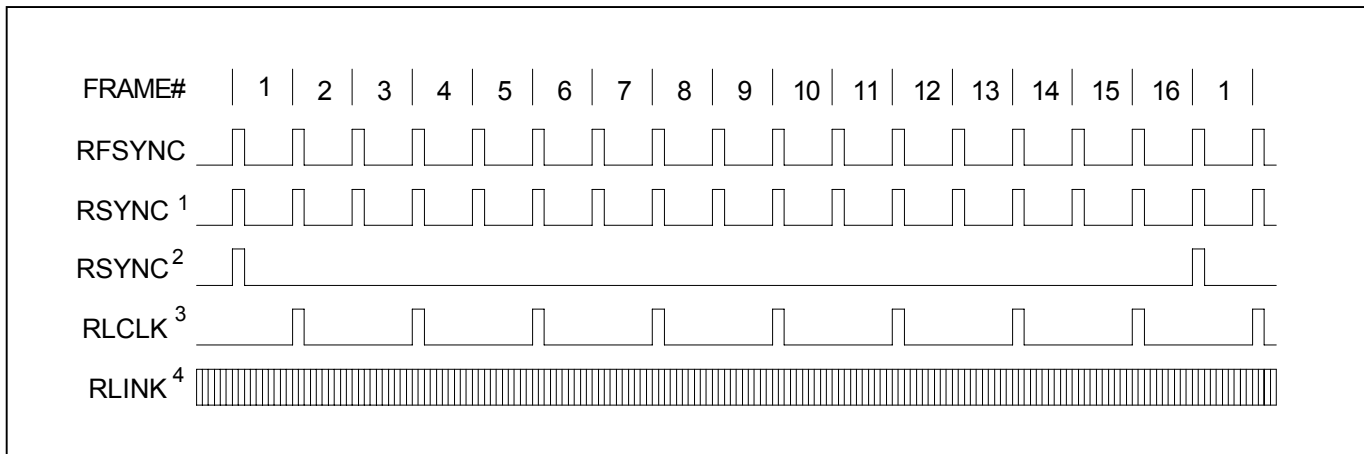 FRAME# 1 2 3 4 5 6 7 8 9 10 11 12 13 14 15 16 1
RFSYNC
RSYNC 1
RSYNC 2
RLCLK 3
RLINK 4